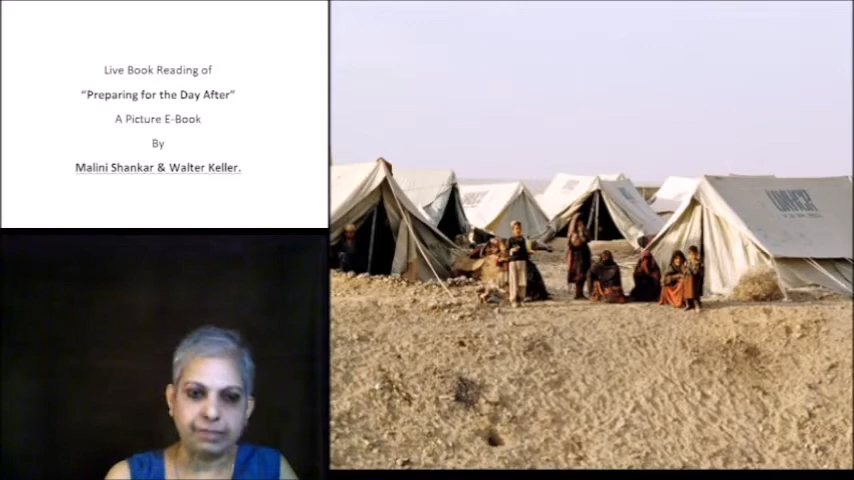 Live Book Reading of
“Preparing for the Day After”
A Picture E-Book
By
Malini Shankar & Walter Keller.
UNHCR